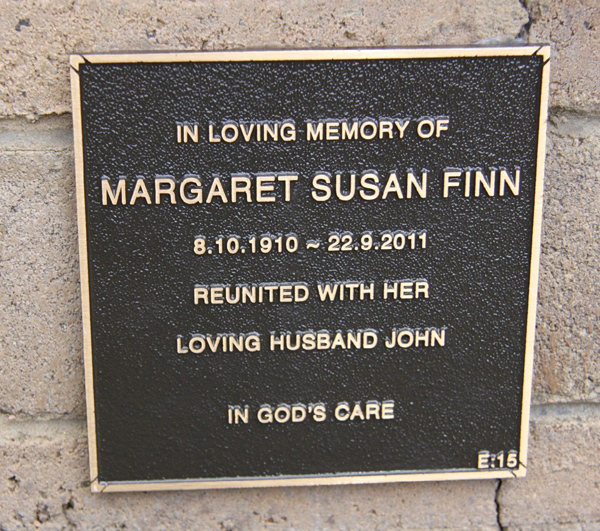 IN LOVING MEMORY OF
MARGARET SUSAN FINN
8.10.1910 ~ 22.9.2011
REUNITED WITH HER
LOVING HUSBAND JOHN
IN GOD'S CARE
E:15